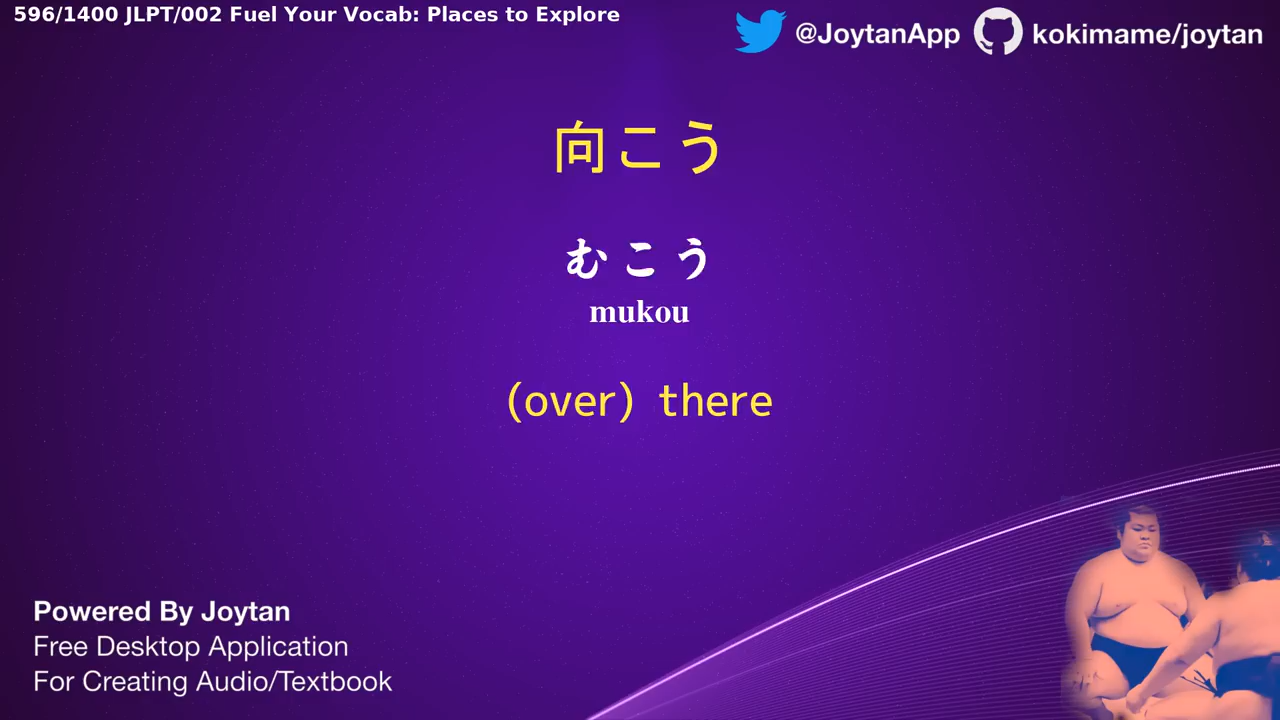 596/1400 JLPT/002 Fuel Your Vocab: Places to Explore
@JoytanApp kokimame/joytan
向こう
むこう
mukou
(over) there
Powered By Joytan
Free Desktop Application
For Creating Audio/Textbook